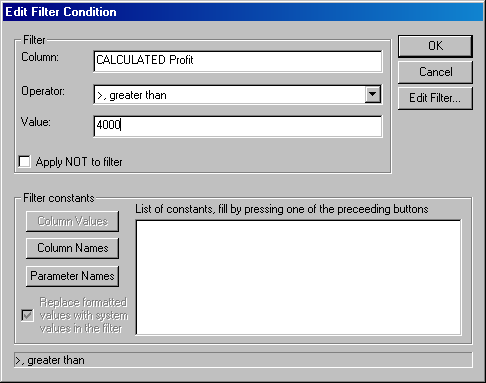 Edit Filter Condition
Filter
Column:
CALCULATED Profit
OK
Cancel
Operator:
>, greater than
Edit Filter...
Value:
4000
Apply NOT to filter
Filter constants
List of constants, fill by pressing one of the preceeding buttons
Column Values
Column Names
Parameter Names
Replace formatted
values with system
values in the filter
>, greater than